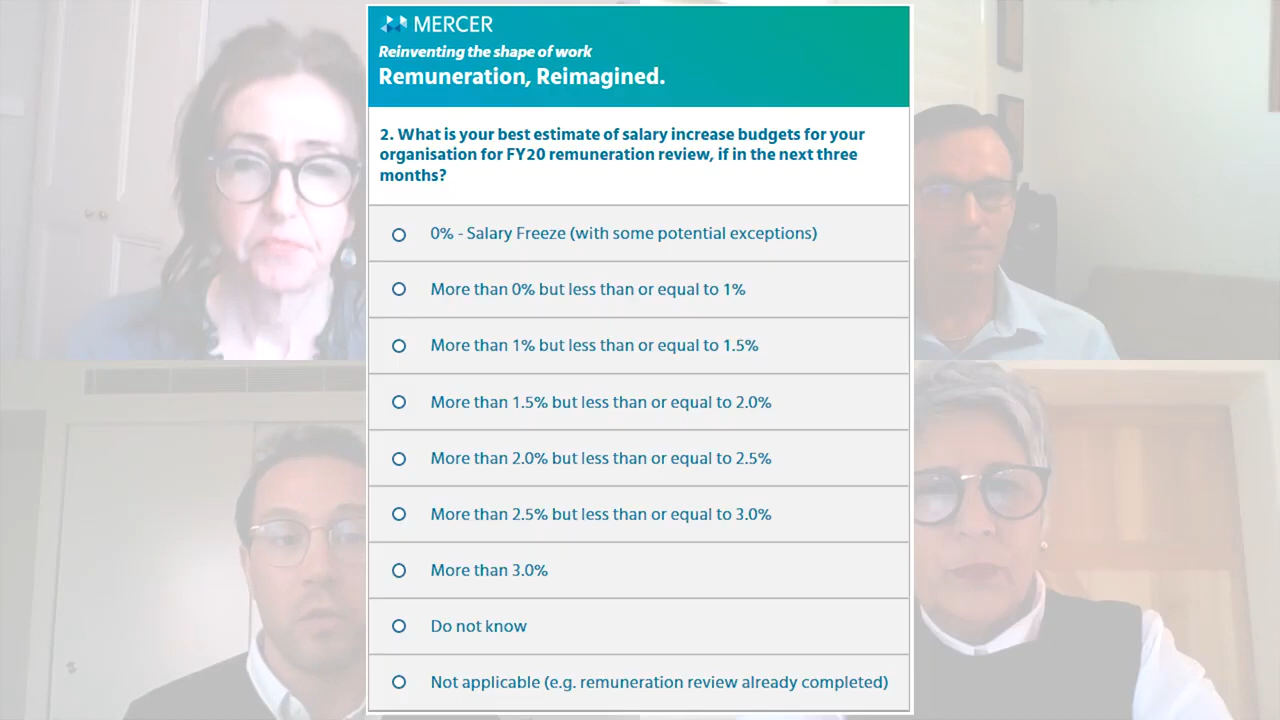 MERCER
Reinventing the shape of work
Remuneration, Reimagined.
2. What is your best estimate of salary increase budgets for your
organisation for FY20 remuneration review, if in the next three
months?
0% - Salary Freeze (with some potential exceptions)
More than 0% but less than or equal to 1%
More than 1% but less than or equal to 1.5%
More than 1.5% but less than or equal to 2.0%
More than 2.0% but less than or equal to 2.5%
More than 2.5% but less than or equal to 3.0%
More than 3.0%
Do not know
Not applicable (e.g. remuneration review already completed)